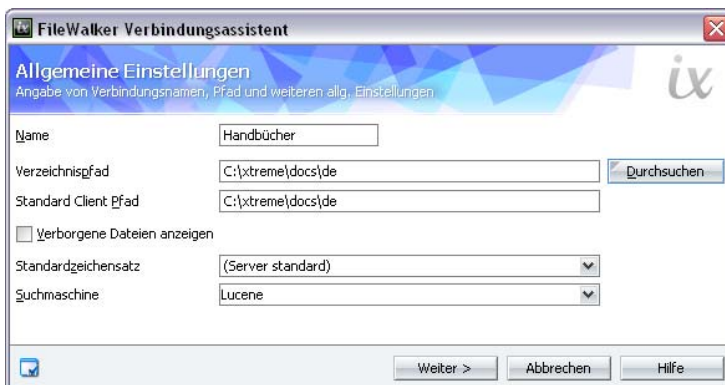 ix FileWalker Verbindungsassistent
Allgemeine Einstellungen
Angabe von Verbindungsnamen, Pfad und weiteren allg. Einstellungen
ix
Name Handbücher
Verzeichnispfad C:\xtreme\docs\de Durchsuchen
Standard Client Pfad C:\xtreme\docs\de
Verborgene Dateien anzeigen
Standardzeichensatz (Server standard)
Suchmaschine Lucene
Weiter > Abbrechen Hilfe